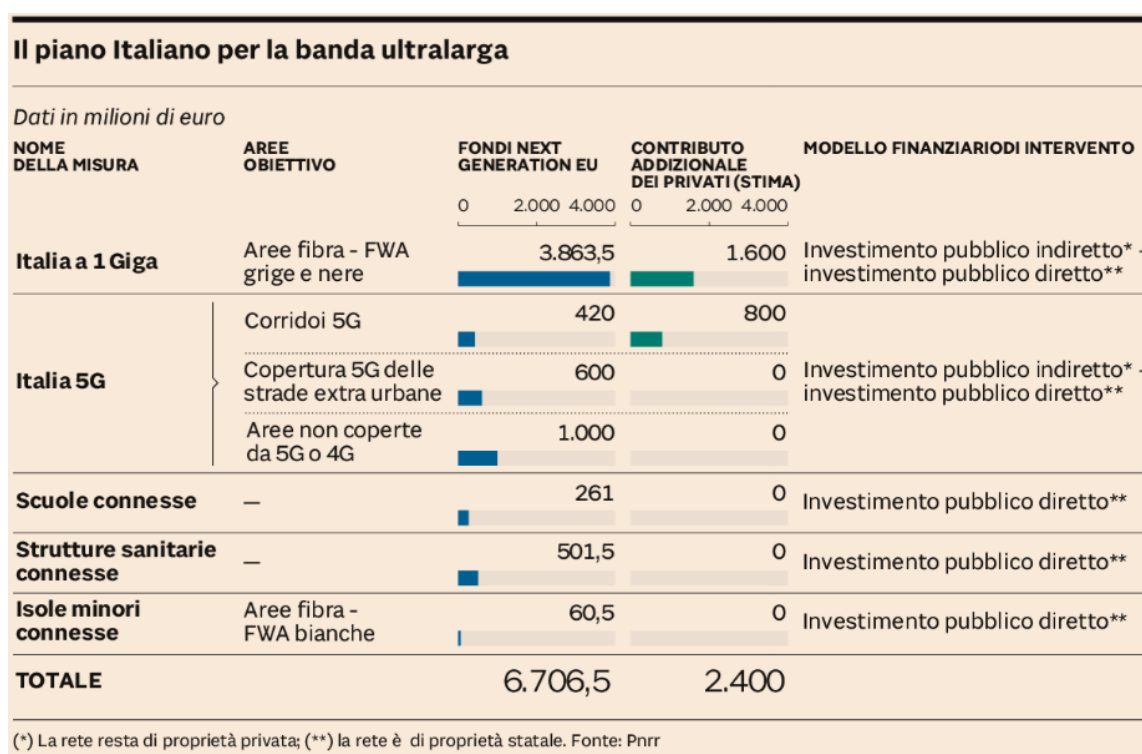 Il piano Italiano per la banda ultralarga
Dati in milioni di euro
NOME
DELLA MISURA
AREE
OBIETTIVO
FONDI NEXT
GENERATION EU
CONTRIBUTO
ADDIZIONALE
DEI PRIVATI (STIMA)
MODELLO FINANZIARIODI INTERVENTO
0 2.000 4.000
0 2.000 4.000
Italia a 1 Giga
Aree fibra - FWA
grige e nere
3.863,5
1.600
Investimento pubblico indiretto* -
investimento pubblico diretto**
Italia 5G
Corridoi 5G
420
800
Copertura 5G delle
strade extra urbane
600
0
Investimento pubblico indiretto* -
investimento pubblico diretto**
Aree non coperte
da 5G o 4G
1.000
0
Scuole connesse
—
261
0
Investimento pubblico diretto**
Strutture sanitarie
connesse
—
501,5
0
Investimento pubblico diretto**
Isole minori
connesse
Aree fibra -
FWA bianche
60,5
0
Investimento pubblico diretto**
TOTALE
6.706,5
2.400
(*) La rete resta di proprietà privata; (**) la rete è di proprietà statale. Fonte: Pnrr